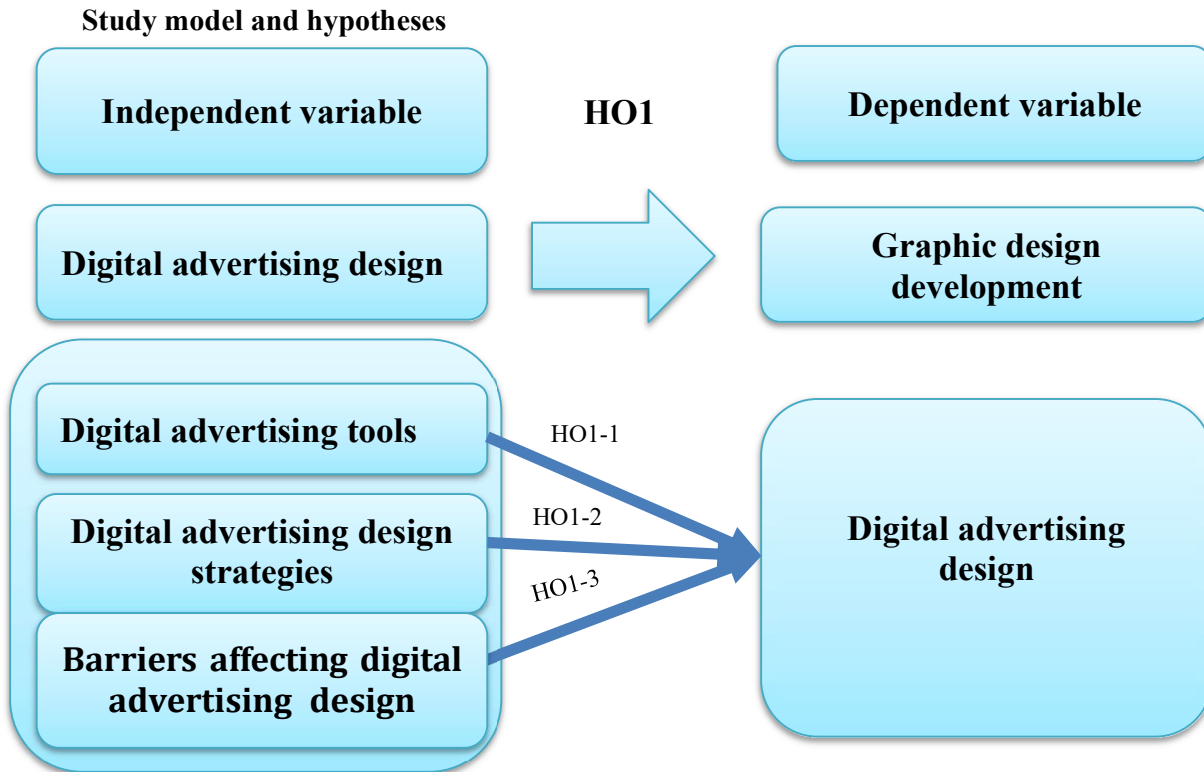 Study model and hypotheses
Independent variable
HO1
Dependent variable
Digital advertising design
Graphic design
development
Digital advertising tools
HO1-1
Digital advertising design
strategies
HO1-2
Digital advertising
design
HO1-3
Barriers affecting digital
advertising design